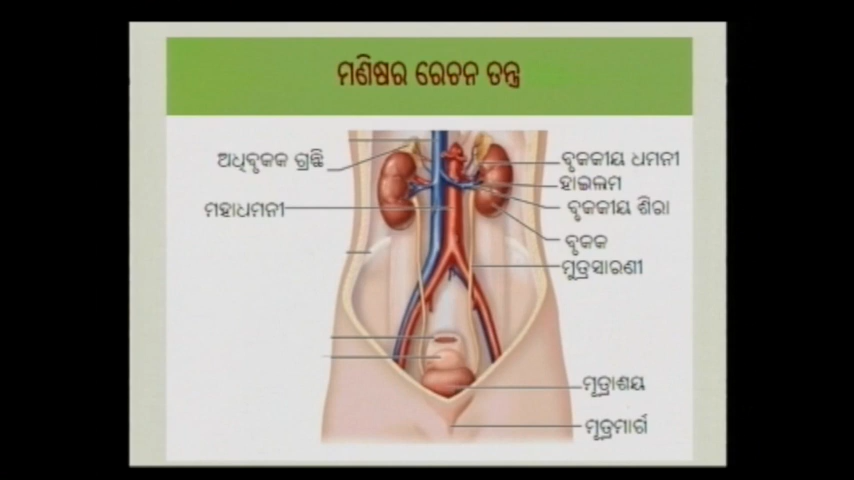 ମଣିଷର ରେଚନ ତନ୍ତ୍ର
ଅଧିବୃକକ ଗ୍ରନ୍ଥି
ମହାଧମନୀ
ବୃକକୀୟ ଧମନୀ
ହାଇଲମ
ବୃକକୀୟ ଶିରା
ବୃକକ
ମୁତ୍ରସାରଣୀ
ମୂତ୍ରାଶୟ
ମୂତ୍ରମାର୍ଗ